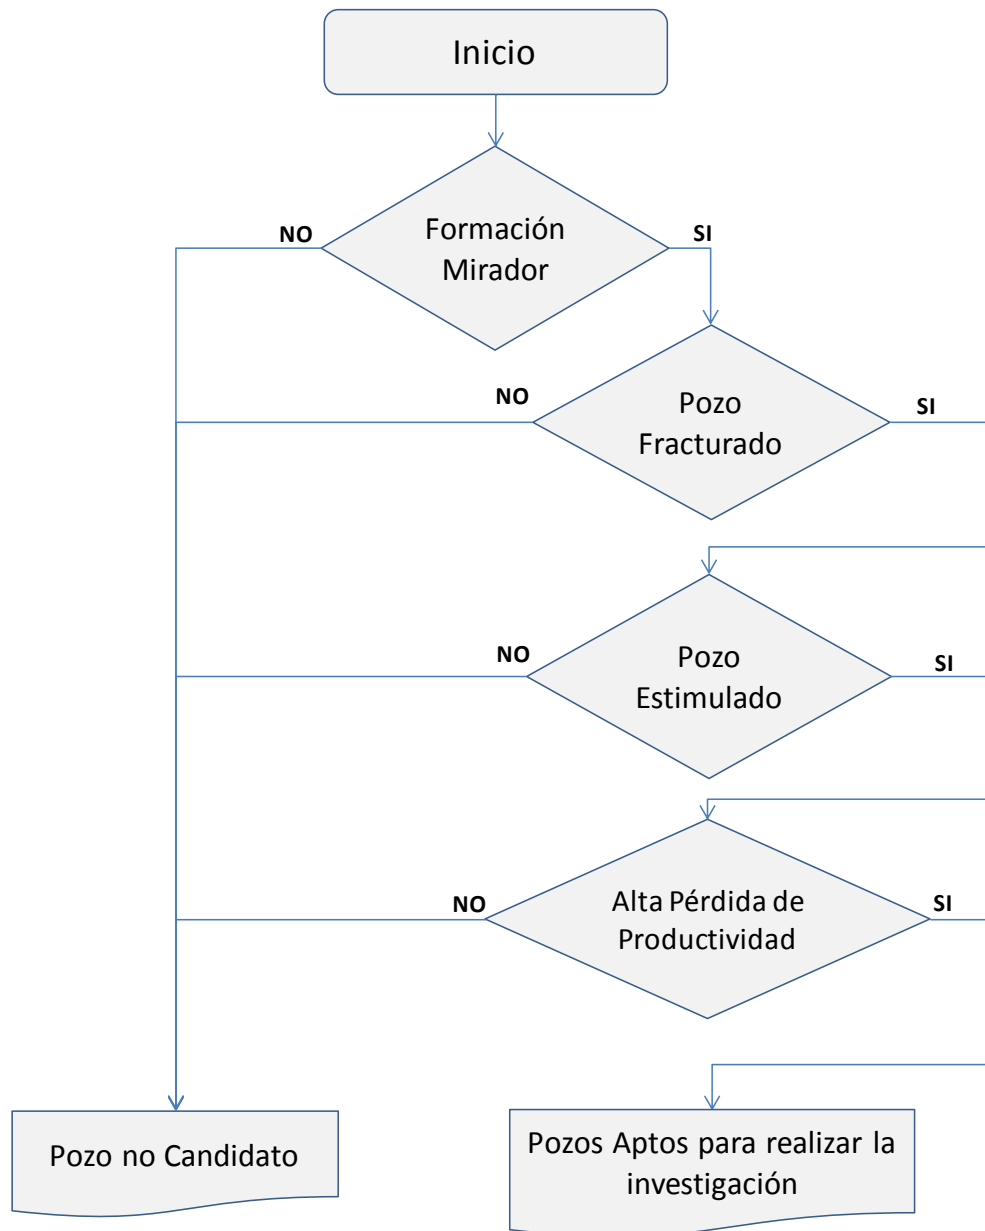 Inicio
Formación
Mirador
NO
SI
Pozo
Fracturado
NO
SI
Pozo
Estimulado
NO
SI
Alta Pérdida de
Productividad
NO
SI
Pozo no Candidato
Pozos Aptos para realizar la
investigación